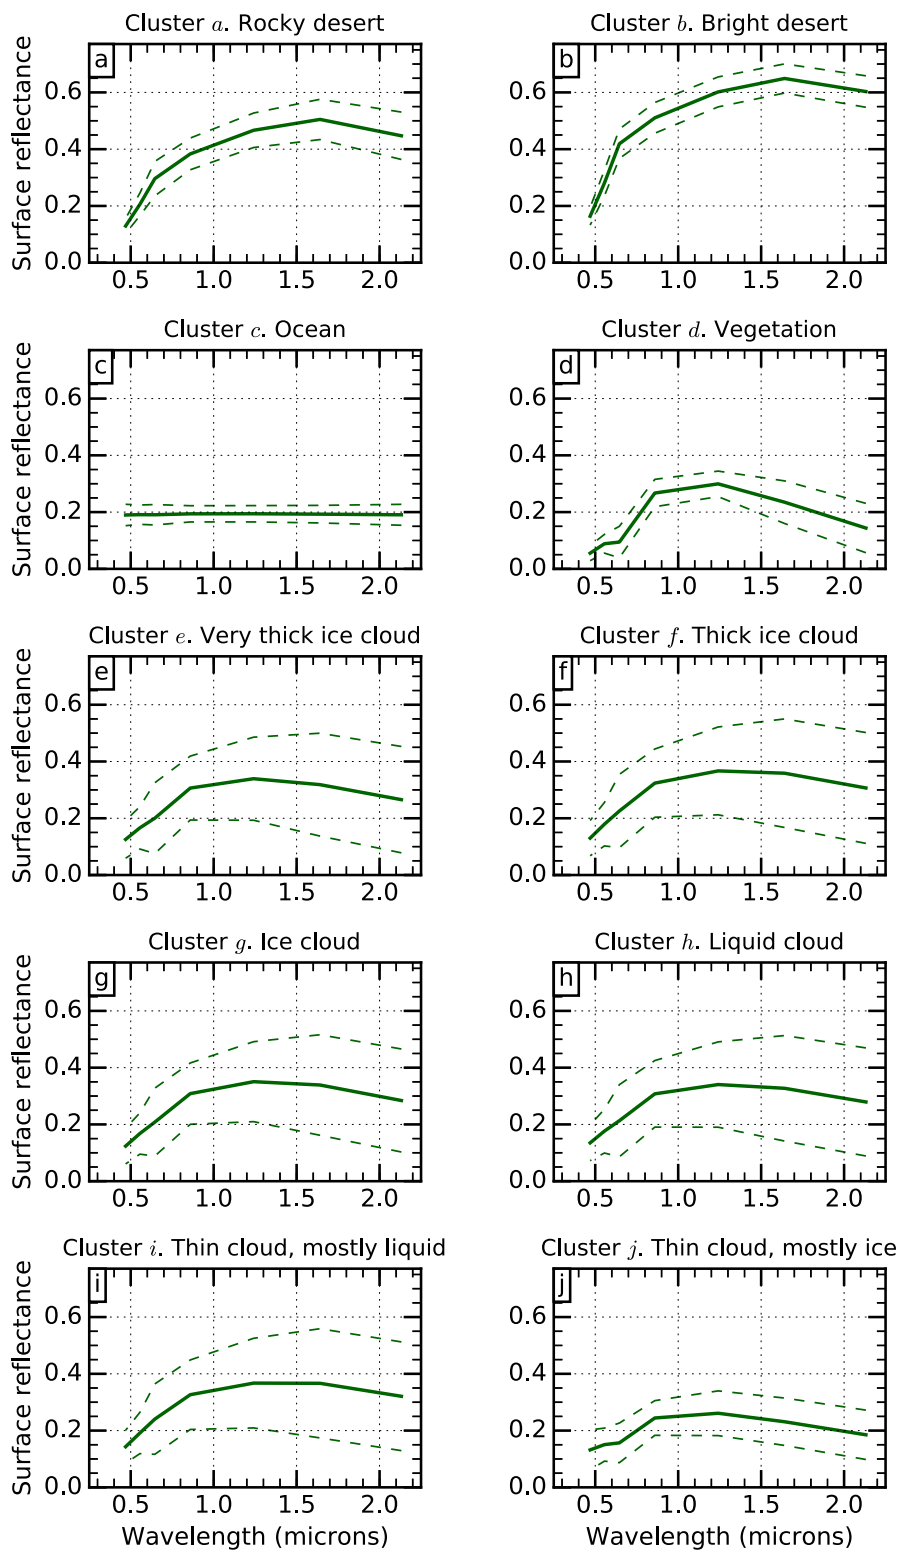 Cluster a. Rocky desert
Cluster b. Bright desert
a
b
Surface reflectance
0.6
0.4
0.2
0.0
0.5 1.0 1.5 2.0
0.6
0.4
0.2
0.0
0.5 1.0 1.5 2.0
Cluster c. Ocean
Cluster d. Vegetation
c
d
Surface reflectance
0.6
0.4
0.2
0.0
0.5 1.0 1.5 2.0
0.6
0.4
0.2
0.0
0.5 1.0 1.5 2.0
Cluster e. Very thick ice cloud
Cluster f. Thick ice cloud
e
f
Surface reflectance
0.6
0.4
0.2
0.0
0.5 1.0 1.5 2.0
0.6
0.4
0.2
0.0
0.5 1.0 1.5 2.0
Cluster g. Ice cloud
Cluster h. Liquid cloud
g
h
Surface reflectance
0.6
0.4
0.2
0.0
0.5 1.0 1.5 2.0
0.6
0.4
0.2
0.0
0.5 1.0 1.5 2.0
Cluster i. Thin cloud, mostly liquid
Cluster j. Thin cloud, mostly ice
i
j
Surface reflectance
0.6
0.4
0.2
0.0
0.5 1.0 1.5 2.0
0.6
0.4
0.2
0.0
0.5 1.0 1.5 2.0
Wavelength (microns)
Wavelength (microns)